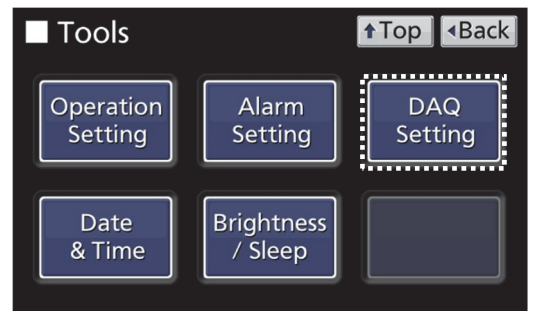 Tools
Top
Back
Operation
Setting
Alarm
Setting
DAQ
Setting
Date
& Time
Brightness
/ Sleep